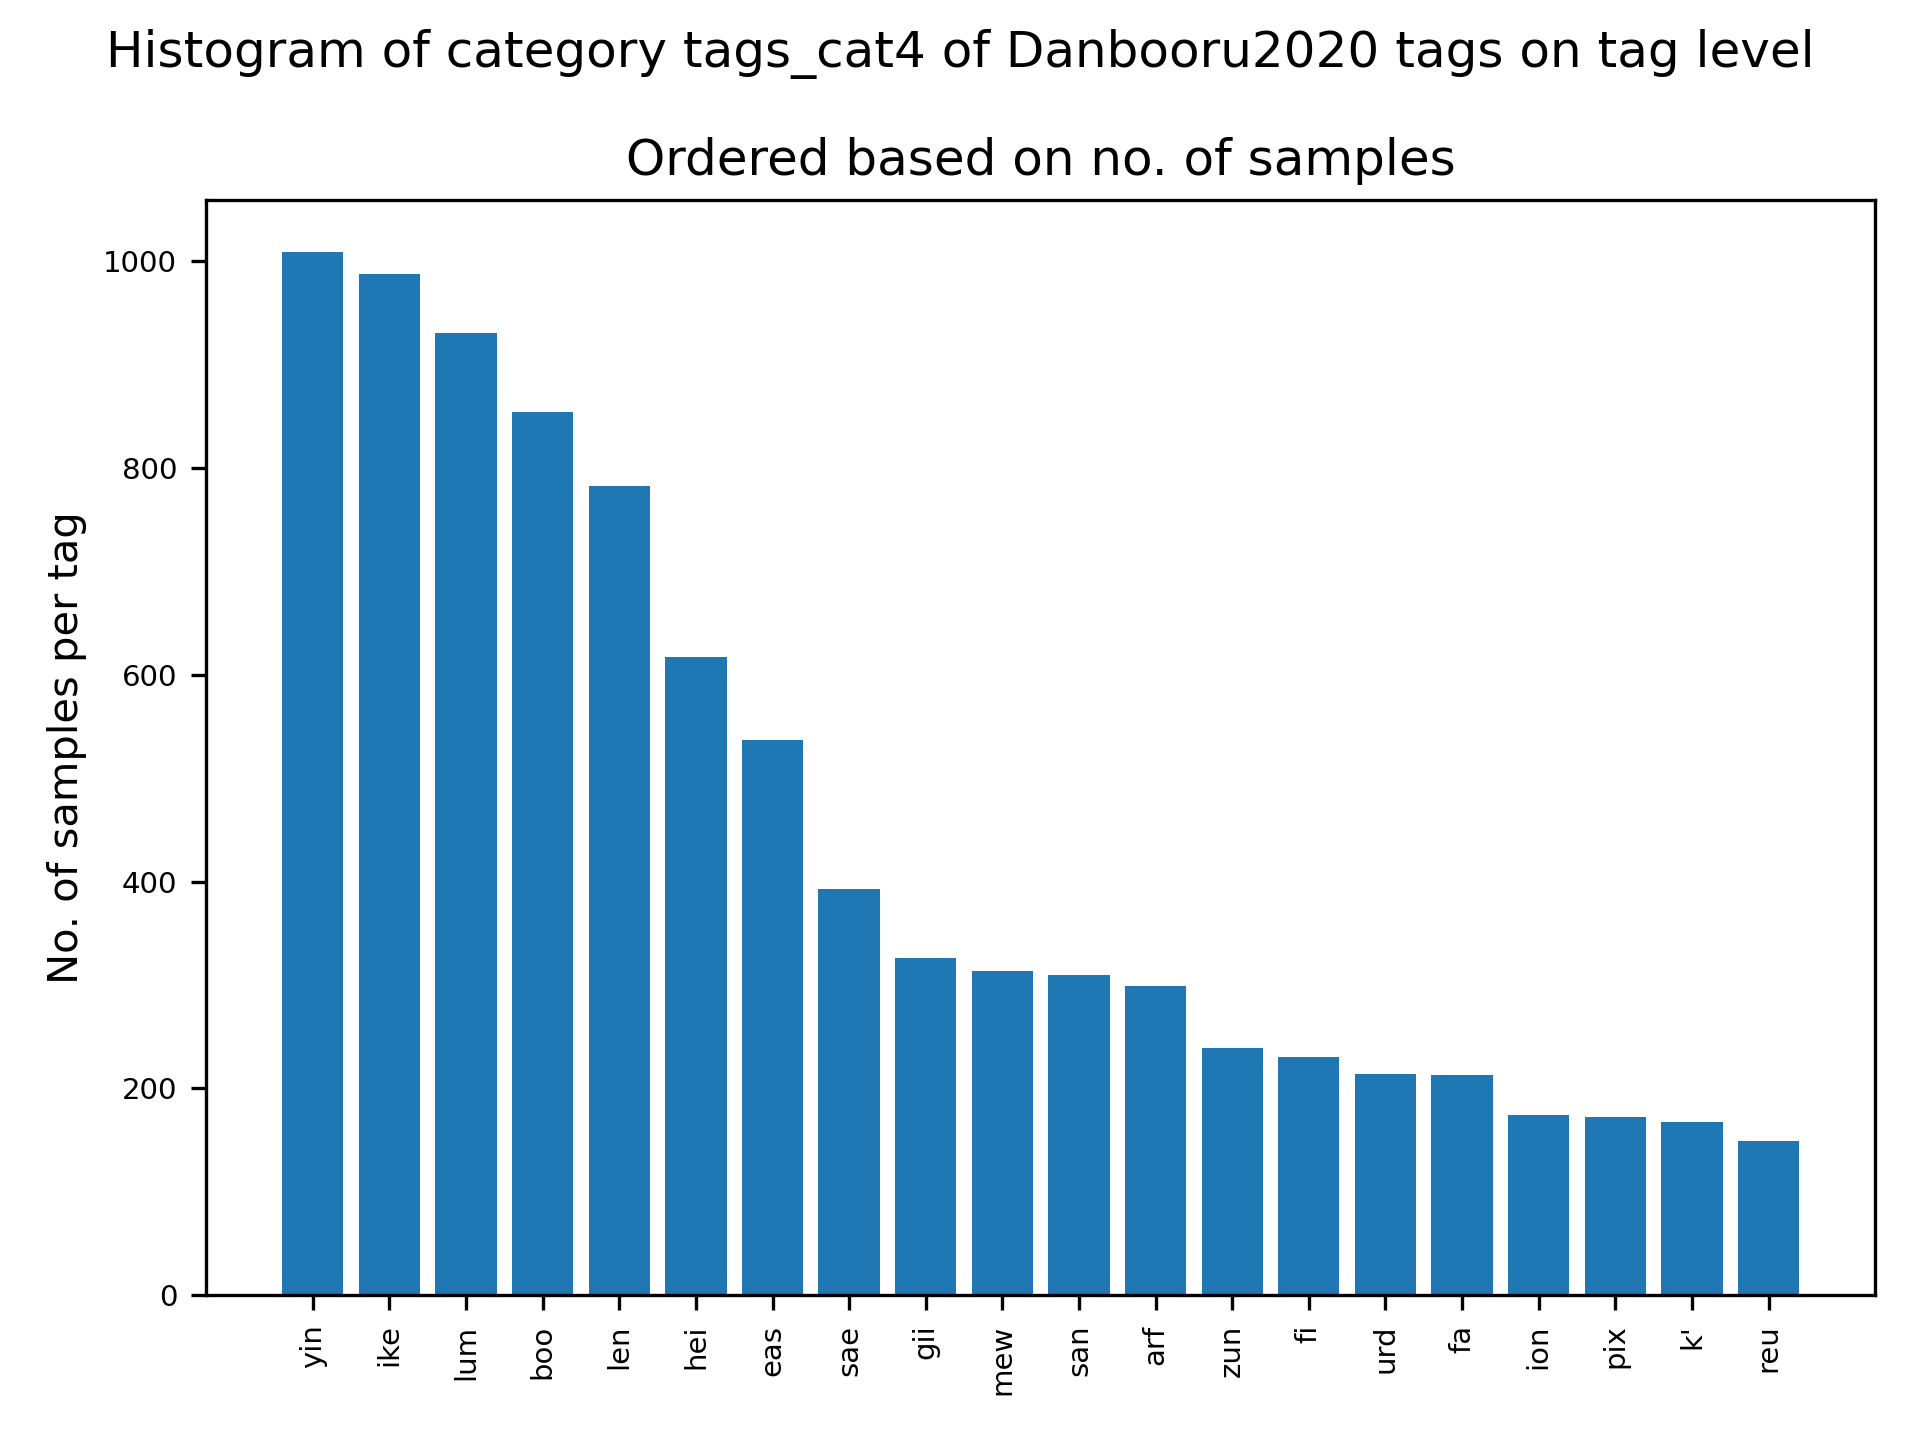 Histogram of category tags_cat4 of Danbooru2020 tags on tag level
Ordered based on no. of samples
No. of samples per tag
1000
800
600
400
200
0
yin
ike
lum
boo
len
hei
eas
sae
gii
mew
san
arf
zun
fi
urd
fa
ion
pix
k'
reu